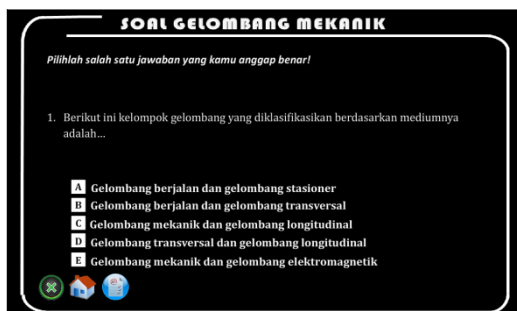 SOAL GELOMBANG MEKANIK
Pilihlah salah satu jawaban yang kamu anggap benar!
1. Berikut ini kelompok gelombang yang diklasifikasikan berdasarkan mediumnya
adalah...
A Gelombang berjalan dan gelombang stasioner
B Gelombang berjalan dan gelombang transversal
C Gelombang mekanik dan gelombang longitudinal
D Gelombang transversal dan gelombang longitudinal
E Gelombang mekanik dan gelombang elektromagnetik